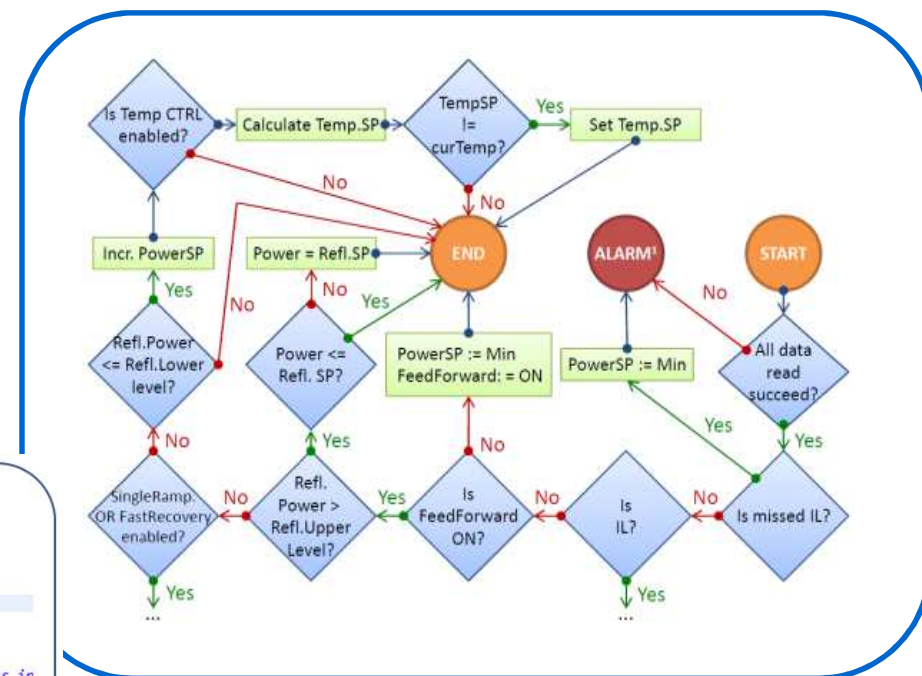 Is Temp CTRL
enabled?
Calculate Temp.SP
TempSP
!=
curTemp?
Yes
Set Temp.SP
No
No
Incr. PowerSP
Power = Refl.SP
END
ALARM¹
START
Yes
No
No
Yes
No
Refl.Power
<= Refl.Lower
level?
Power <=
Refl. SP?
PowerSP := Min
FeedForward: = ON
PowerSP := Min
All data
read
succeed?
No
Yes
No
Yes
Yes
SingleRamp.
OR FastRecovery
enabled?
No
Refl.
Power >
Refl.Upper
Level?
Yes
Is
FeedForward
ON?
No
Is
IL?
No
Is missed IL?
Yes
...
Yes
...
s in